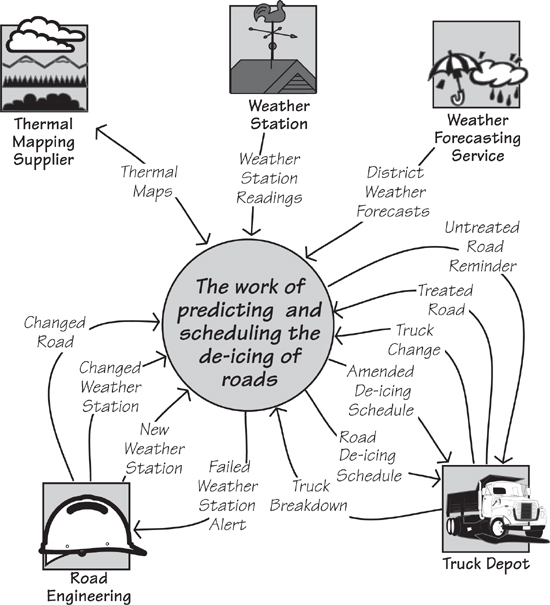 Thermal
Mapping
Supplier
Weather
Station
Weather
Forecasting
Service
Thermal
Maps
Weather
Station
Readings
District
Weather
Forecasts
Untreated
Road
Reminder
The work of
predicting and
scheduling the
de-icing of
roads
Treated
Road
Truck
Change
Changed
Road
Changed
Weather
Station
Amended
De-icing
Schedule
New
Weather
Station
Road
De-icing
Schedule
Failed
Weather
Station
Alert
Truck
Breakdown
Road
Engineering
Truck Depot